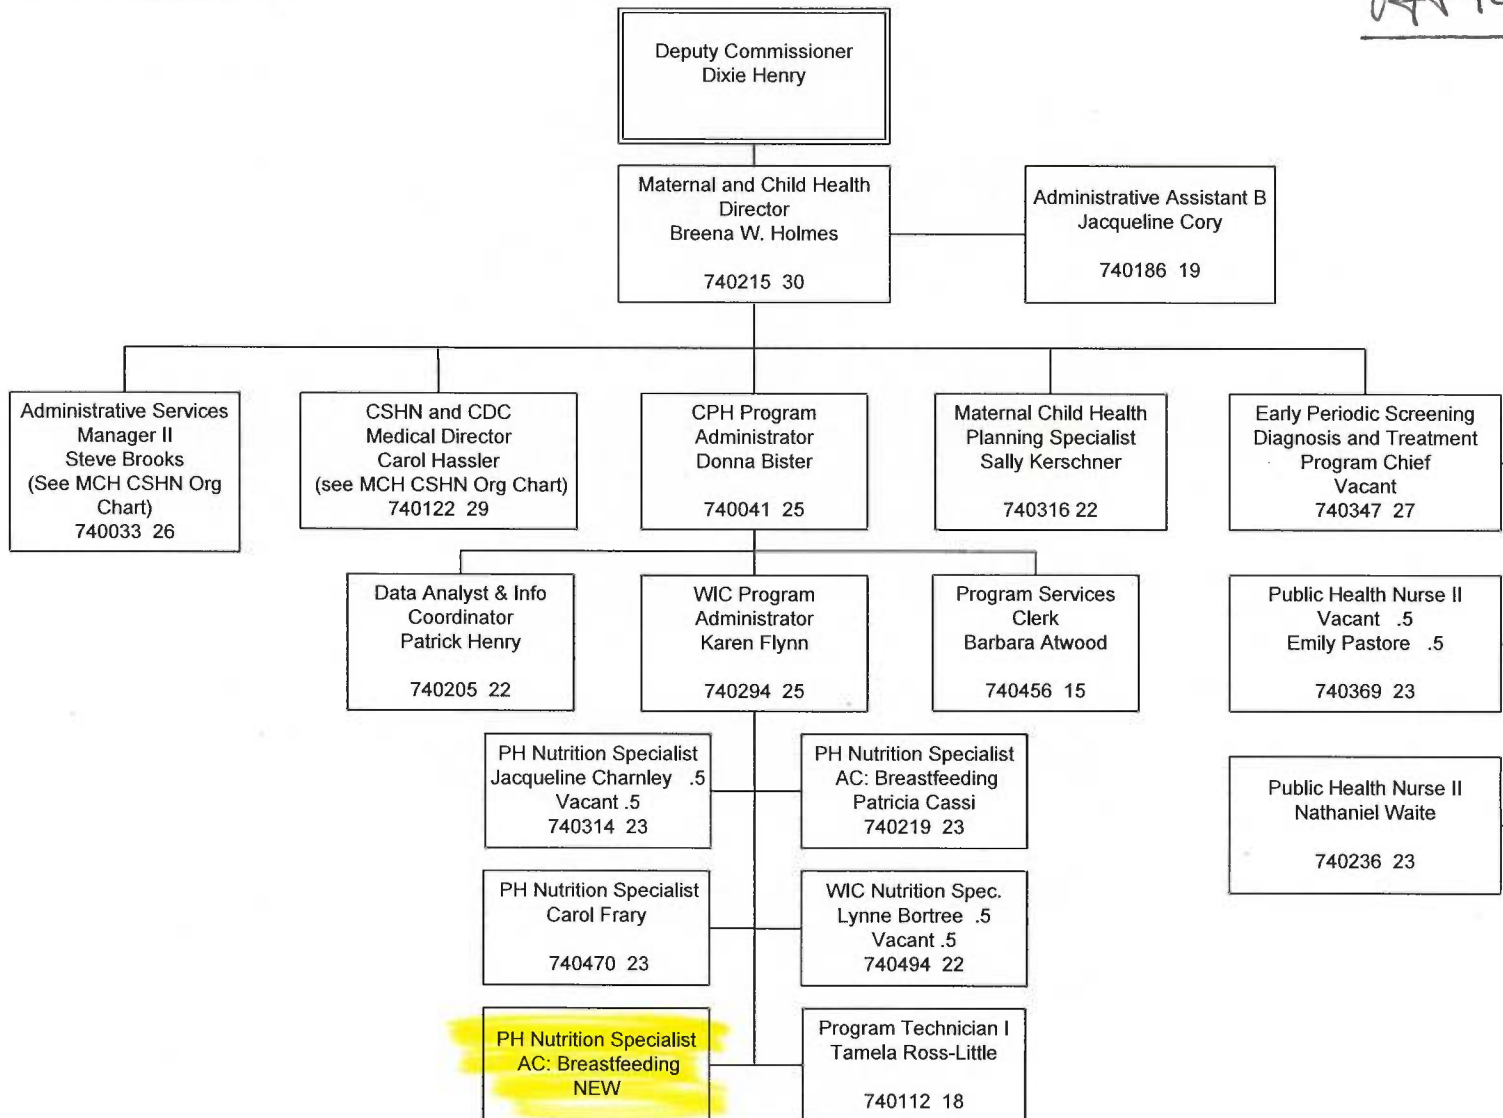 Deputy Commissioner
Dixie Henry
Maternal and Child Health
Director
Breena W. Holmes
740215 30
Administrative Assistant B
Jacqueline Cory
740186 19
Administrative Services
Manager II
Steve Brooks
(See MCH CSHN Org
Chart)
740033 26
CSHN and CDC
Medical Director
Carol Hassler
(see MCH CSHN Org Chart)
740122 29
CPH Program
Administrator
Donna Bister
740041 25
Maternal Child Health
Planning Specialist
Sally Kerschner
740316 22
Early Periodic Screening
Diagnosis and Treatment
Program Chief
Vacant
740347 27
Data Analyst & Info
Coordinator
Patrick Henry
740205 22
WIC Program
Administrator
Karen Flynn
740294 25
Program Services
Clerk
Barbara Atwood
740456 15
Public Health Nurse II
Vacant .5
Emily Pastore .5
740369 23
PH Nutrition Specialist
Jacqueline Charnley .5
Vacant .5
740314 23
PH Nutrition Specialist
AC: Breastfeeding
Patricia Cassi
740219 23
Public Health Nurse II
Nathaniel Waite
740236 23
PH Nutrition Specialist
Carol Frary
740470 23
WIC Nutrition Spec.
Lynne Bortree .5
Vacant .5
740494 22
PH Nutrition Specialist
AC: Breastfeeding
NEW
Program Technician I
Tamela Ross-Little
740112 18